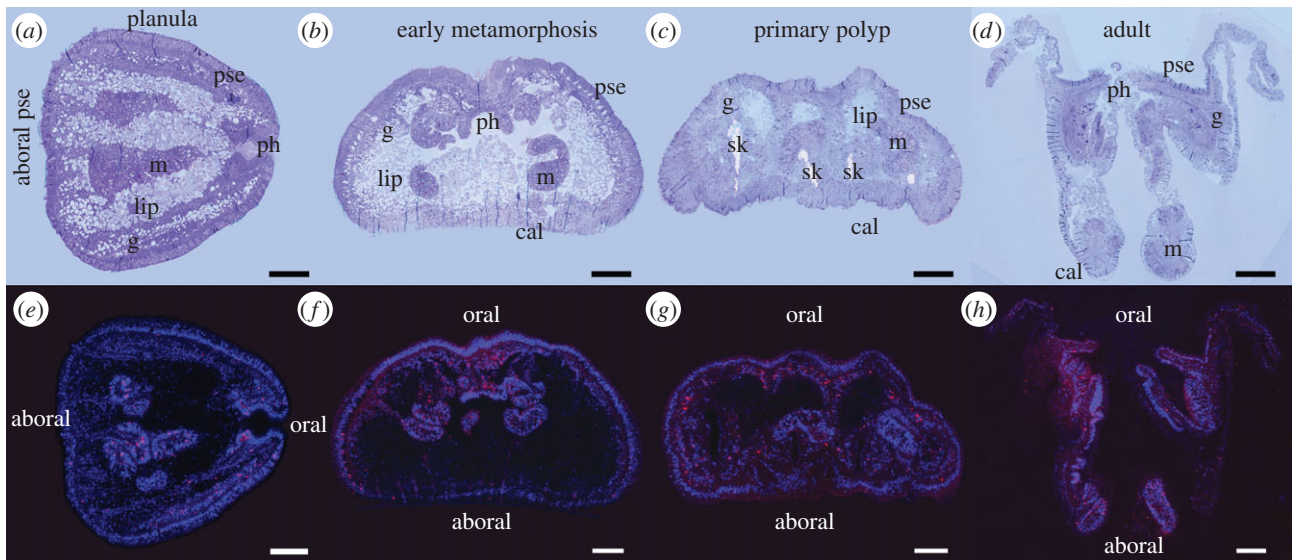 (a)
planula
aboral pse
pse
ph
m
lip
g
(b)
early metamorphosis
pse
g
ph
lip
m
cal
(c)
primary polyp
g
lip
pse
sk
m
sk
sk
cal
(d)
adult
pse
ph
g
m
cal
(e)
aboral
oral
(f)
oral
aboral
(g)
oral
aboral
(h)
oral
aboral